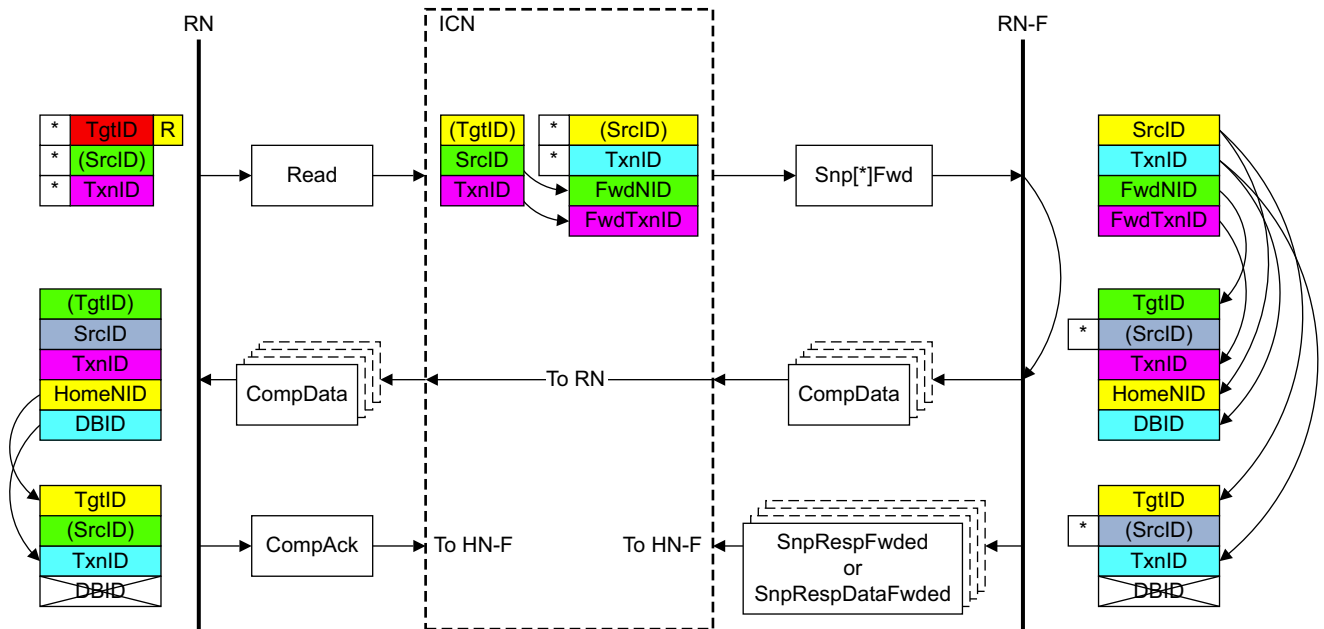 RN
ICN
RN-F
* TgtID R
* (SrcID)
* TxnID
Read
(TgtID)
SrcID
TxnID
* (SrcID)
* TxnID
FwdNID
FwdTxnID
Snp[*]Fwd
SrcID
TxnID
FwdNID
FwdTxnID
(TgtID)
SrcID
TxnID
HomeNID
DBID
CompData
To RN
CompData
TgtID
* (SrcID)
TxnID
HomeNID
DBID
TgtID
(SrcID)
TxnID
DBID
CompAck
To HN-F
To HN-F
SnpRespFwded
or
SnpRespDataFwded
TgtID
* (SrcID)
TxnID
DBID